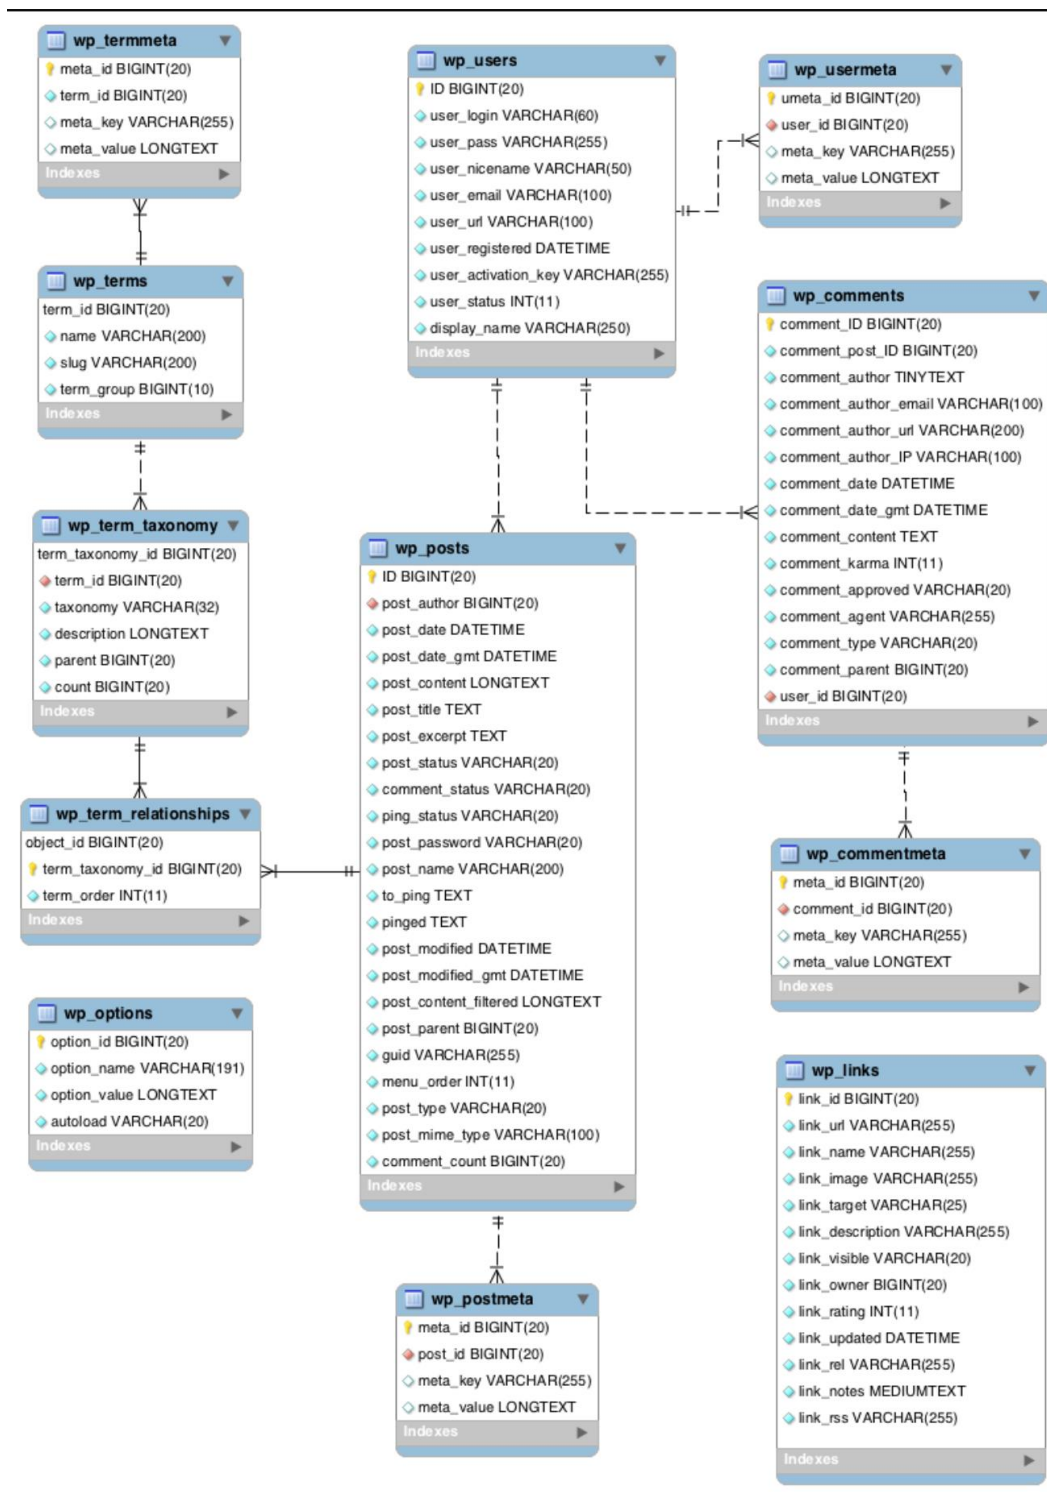 wp_termmeta
meta_id BIGINT(20)
term_id BIGINT(20)
meta_key VARCHAR(255)
meta_value LONGTEXT
Indexes
wp_terms
term_id BIGINT(20)
name VARCHAR(200)
slug VARCHAR(200)
term_group BIGINT(10)
Indexes
wp_term_taxonomy
term_taxonomy_id BIGINT(20)
term_id BIGINT(20)
taxonomy VARCHAR(32)
description LONGTEXT
parent BIGINT(20)
count BIGINT(20)
Indexes
wp_term_relationships
object_id BIGINT(20)
term_taxonomy_id BIGINT(20)
term_order INT(11)
Indexes
wp_options
option_id BIGINT(20)
option_name VARCHAR(191)
option_value LONGTEXT
autoload VARCHAR(20)
Indexes
wp_users
ID BIGINT(20)
user_login VARCHAR(60)
user_pass VARCHAR(255)
user_nicename VARCHAR(50)
user_email VARCHAR(100)
user_url VARCHAR(100)
user_registered DATETIME
user_activation_key VARCHAR(255)
user_status INT(11)
display_name VARCHAR(250)
Indexes
wp_posts
ID BIGINT(20)
post_author BIGINT(20)
post_date DATETIME
post_date_gmt DATETIME
post_content LONGTEXT
post_title TEXT
post_excerpt TEXT
post_status VARCHAR(20)
comment_status VARCHAR(20)
ping_status VARCHAR(20)
post_password VARCHAR(20)
post_name VARCHAR(200)
to_ping TEXT
pinged TEXT
post_modified DATETIME
post_modified_gmt DATETIME
post_content_filtered LONGTEXT
post_parent BIGINT(20)
guid VARCHAR(255)
menu_order INT(11)
post_type VARCHAR(20)
post_mime_type VARCHAR(100)
comment_count BIGINT(20)
Indexes
wp_postmeta
meta_id BIGINT(20)
post_id BIGINT(20)
meta_key VARCHAR(255)
meta_value LONGTEXT
Indexes
wp_usermeta
umeta_id BIGINT(20)
user_id BIGINT(20)
meta_key VARCHAR(255)
meta_value LONGTEXT
Indexes
wp_comments
comment_ID BIGINT(20)
comment_post_ID BIGINT(20)
comment_author TINYTEXT
comment_author_email VARCHAR(100)
comment_author_url VARCHAR(200)
comment_author_IP VARCHAR(100)
comment_date DATETIME
comment_date_gmt DATETIME
comment_content TEXT
comment_karma INT(11)
comment_approved VARCHAR(20)
comment_agent VARCHAR(255)
comment_type VARCHAR(20)
comment_parent BIGINT(20)
user_id BIGINT(20)
Indexes
wp_commentmeta
meta_id BIGINT(20)
comment_id BIGINT(20)
meta_key VARCHAR(255)
meta_value LONGTEXT
Indexes
wp_links
link_id BIGINT(20)
link_url VARCHAR(255)
link_name VARCHAR(255)
link_image VARCHAR(255)
link_target VARCHAR(25)
link_description VARCHAR(255)
link_visible VARCHAR(20)
link_owner BIGINT(20)
link_rating INT(11)
link_updated DATETIME
link_rel VARCHAR(255)
link_notes MEDIUMTEXT
link_rss VARCHAR(255)
Indexes